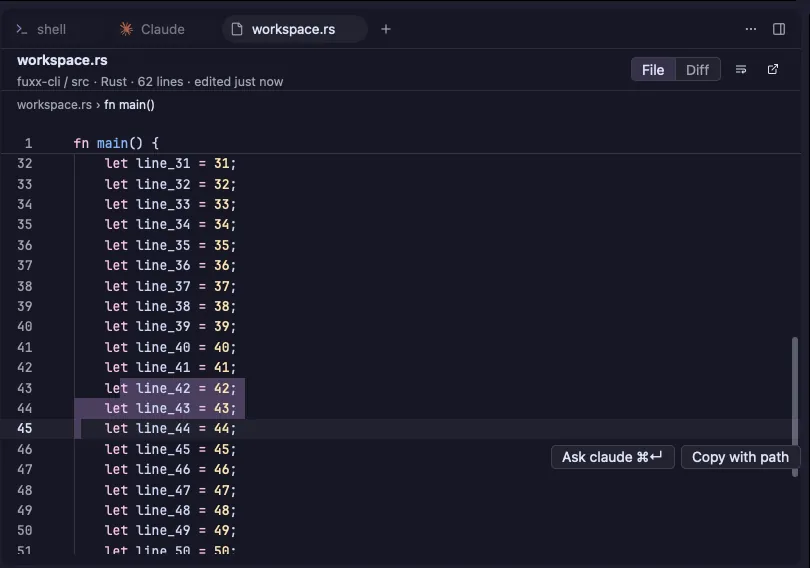 shell Claude workspace.rs + ...
workspace.rs
fuxx-cli / src · Rust · 62 lines · edited just now
File Diff
workspace.rs › fn main()
1 fn main() {
32 let line_31 = 31;
33 let line_32 = 32;
34 let line_33 = 33;
35 let line_34 = 34;
36 let line_35 = 35;
37 let line_36 = 36;
38 let line_37 = 37;
39 let line_38 = 38;
40 let line_39 = 39;
41 let line_40 = 40;
42 let line_41 = 41;
43 let line_42 = 42;
44 let line_43 = 43;
45 let line_44 = 44;
46 let line_45 = 45;
Ask claude ⌘↵ Copy with path
47 let line_46 = 46;
48 let line_47 = 47;
49 let line_48 = 48;
50 let line_49 = 49;
51 let line_50 = 50;